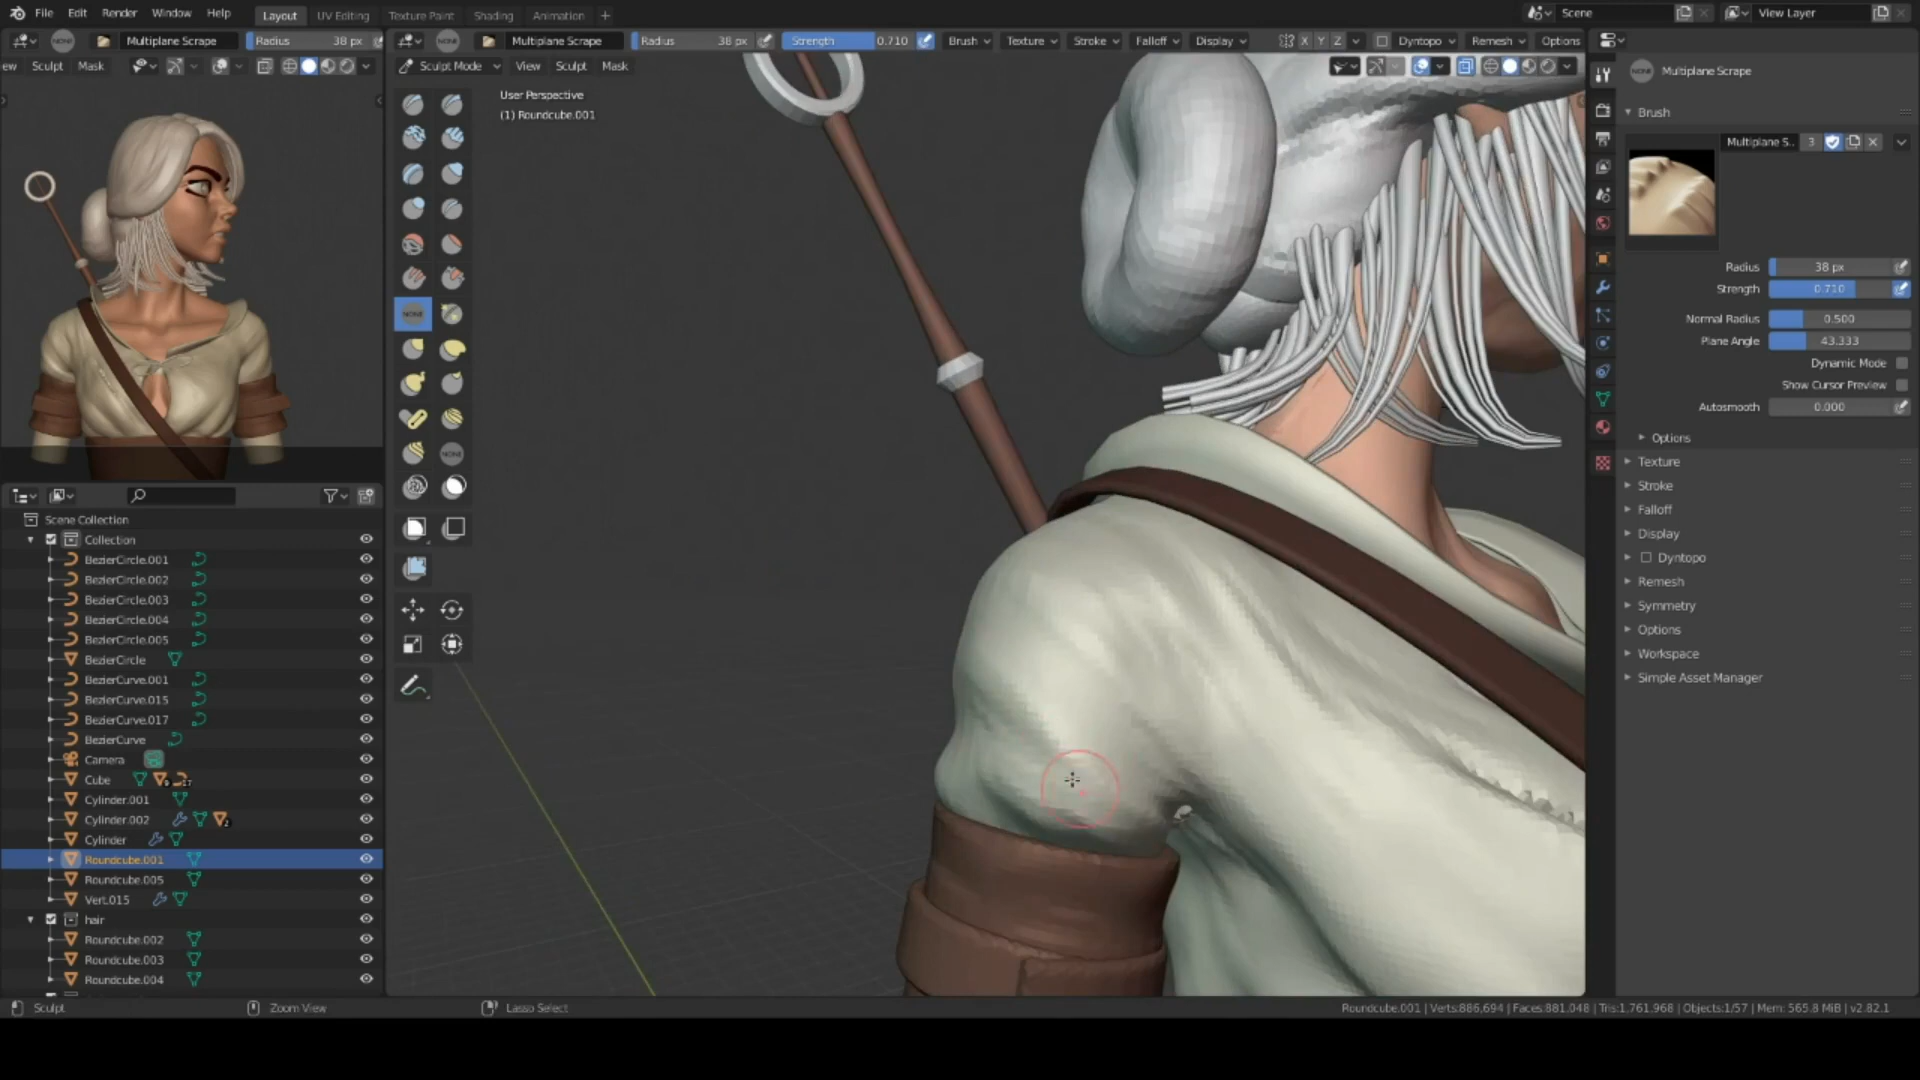 File Edit Render Window Help Layout UV Editing Texture Paint Shading Animation + Scene View Layer
NONE Multiplane Scrape Radius 38 px
ew Sculpt Mask
NONE Multiplane Scrape Radius 38 px Strength 0.710 Brush Texture Stroke Falloff Display X Y Z Dyntopo Remesh Options
Sculpt Mode View Sculpt Mask
User Perspective
(1) Roundcube.001
NONE
NONE
Scene Collection
Collection
BezierCircle.001
BezierCircle.002
BezierCircle.003
BezierCircle.004
BezierCircle.005
BezierCircle
BezierCurve.001
BezierCurve.015
BezierCurve.017
BezierCurve
Camera
Cube
Cylinder.001
Cylinder.002
Cylinder
Roundcube.001
Roundcube.005
Vert.015
hair
Roundcube.002
Roundcube.003
Roundcube.004
NONE Multiplane Scrape
Brush
Multiplane S.. 3
Radius 38 px
Strength 0.710
Normal Radius 0.500
Plane Angle 43.333
Dynamic Mode
Show Cursor Preview
Autosmooth 0.000
Options
Texture
Stroke
Falloff
Display
Dyntopo
Remesh
Symmetry
Options
Workspace
Simple Asset Manager
Sculpt Zoom View Lasso Select Roundcube.001 | Verts:886,694 | Faces:881,048 | Tris:1,761,968 | Objects:1/57 | Mem: 565.8 MiB | v2.82.1